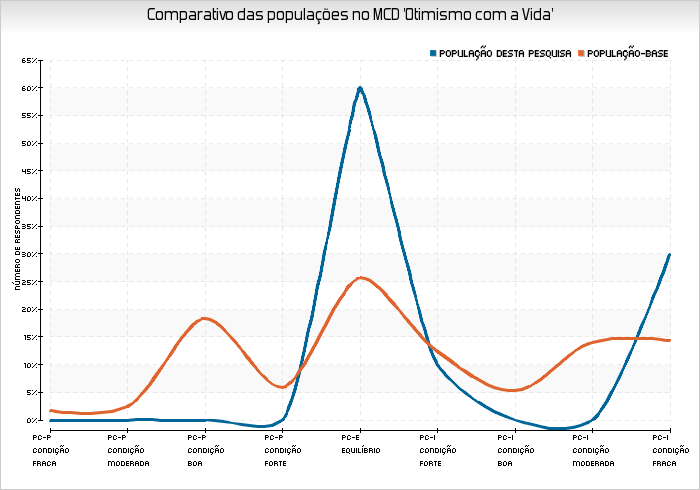 Comparativo das populações no MCD 'Otimismo com a Vida'
POPULAÇÃO DESTA PESQUISA POPULAÇÃO-BASE
65%
60%
55%
50%
45%
40%
35%
30%
25%
20%
15%
10%
5%
0%
NÚMERO DE RESPONDENTES
PC-P CONDIÇÃO FRACA
PC-P CONDIÇÃO MODERADA
PC-P CONDIÇÃO BOA
PC-P CONDIÇÃO FORTE
PC-E EQUILÍBRIO
PC-I CONDIÇÃO FORTE
PC-I CONDIÇÃO BOA
PC-I CONDIÇÃO MODERADA
PC-I CONDIÇÃO FRACA